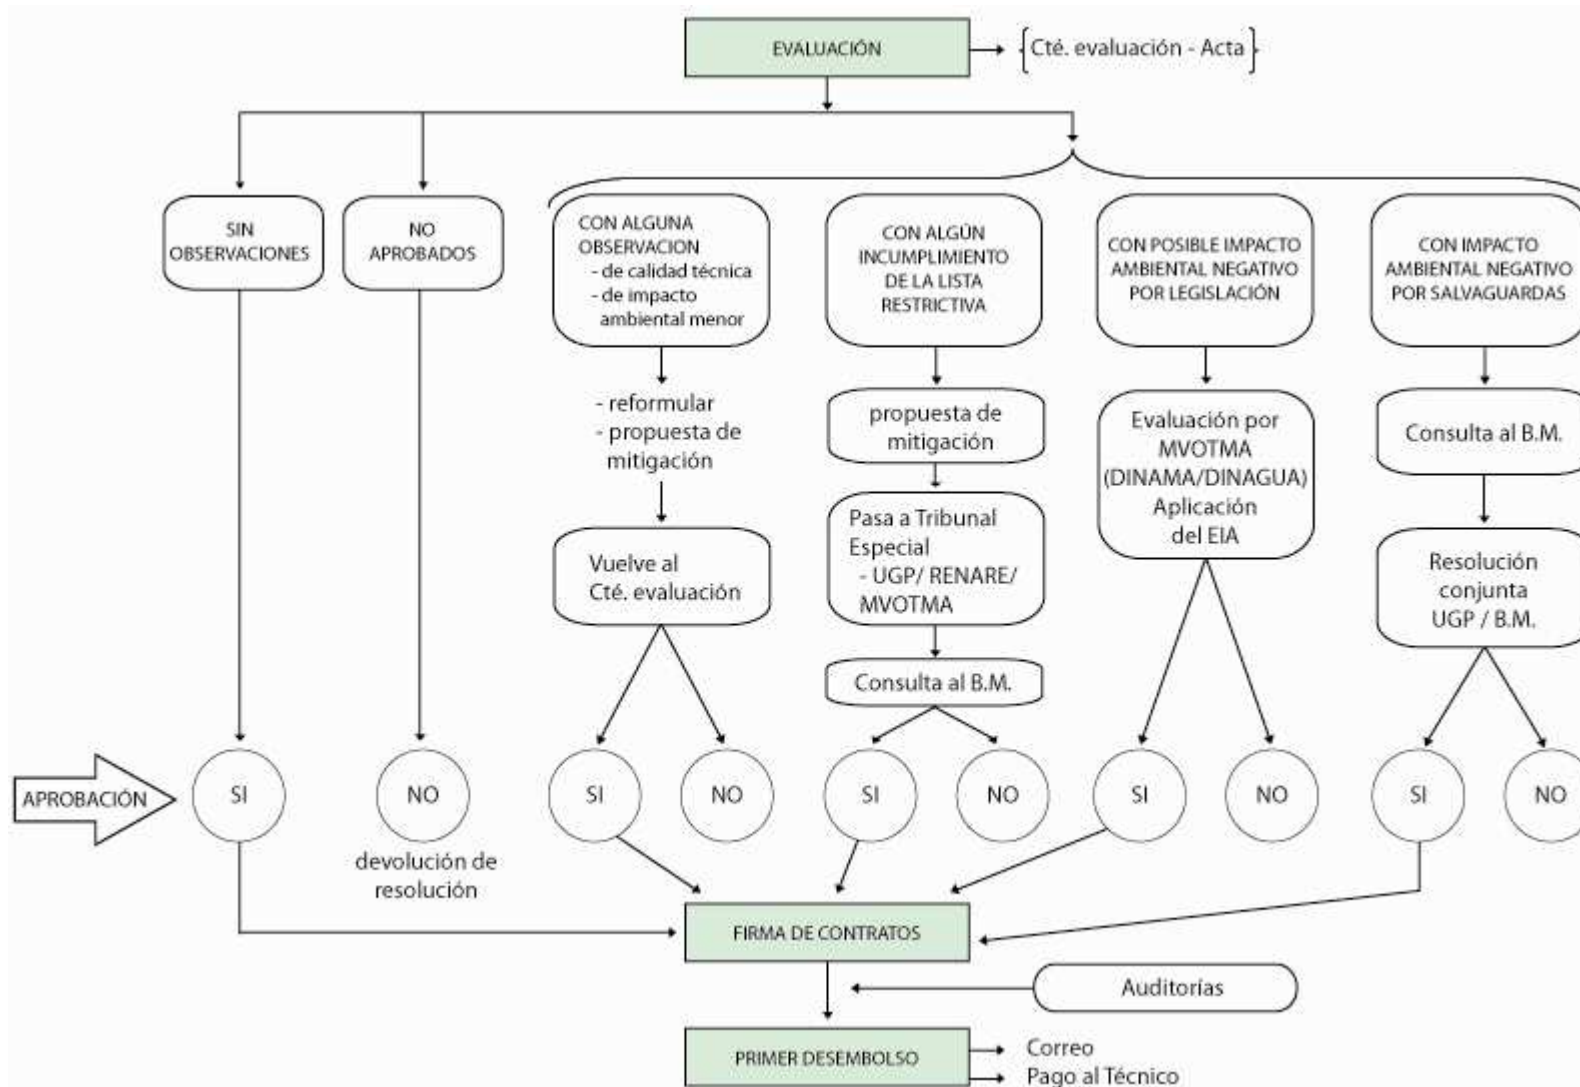 EVALUACIÓN
Cté. evaluación - Acta
SIN
OBSERVACIONES
NO
APROBADOS
CON ALGUNA
OBSERVACION
- de calidad técnica
- de impacto
ambiental menor
CON ALGÚN
INCUMPLIMIENTO
DE LA LISTA
RESTRICTIVA
CON POSIBLE IMPACTO
AMBIENTAL NEGATIVO
POR LEGISLACIÓN
CON IMPACTO
AMBIENTAL NEGATIVO
POR SALVAGUARDAS
- reformular
- propuesta de
mitigación
propuesta de
mitigación
Evaluación por
MVOTMA
(DINAMA/DINAGUA)
Aplicación
del EIA
Consulta al B.M.
Vuelve al
Cté. evaluación
Pasa a Tribunal
Especial
- UGP/ RENARE/
MVOTMA
Resolución
conjunta
UGP / B.M.
Consulta al B.M.
APROBACIÓN
SI
NO
SI
NO
SI
NO
SI
NO
SI
NO
devolución de
resolución
FIRMA DE CONTRATOS
Auditorías
PRIMER DESEMBOLSO
Correo
Pago al Técnico